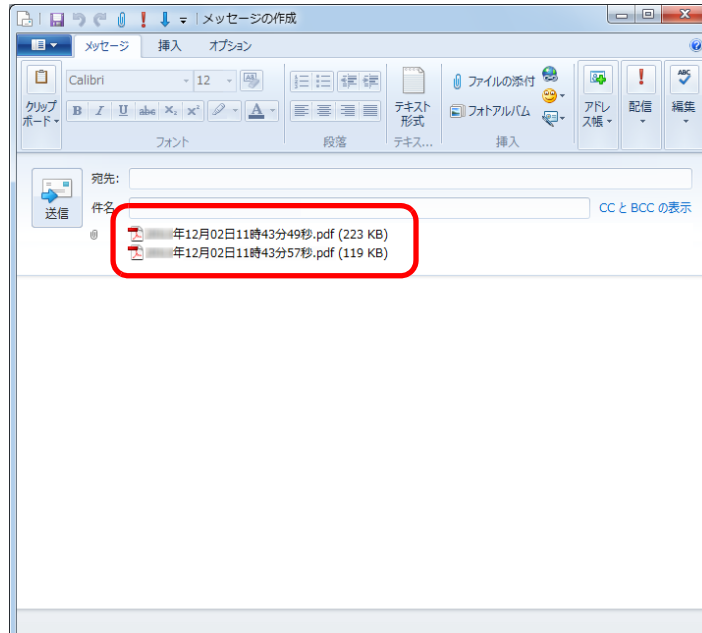 メッセージの作成
メッセージ 挿入 オプション
クリップボード
Calibri 12
B I U abc X₂ X² A
フォント
段落
テキスト形式
テキス...
ファイルの添付
フォトアルバム
挿入
アドレス帳
配信
ABC
編集
送信
宛先:
件名
CC と BCC の表示
年12月02日11時43分49秒.pdf (223 KB)
年12月02日11時43分57秒.pdf (119 KB)